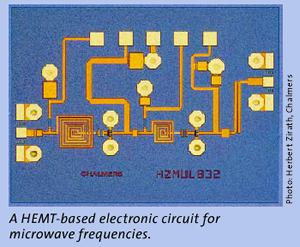 CHALMERS HZMUL832
A HEMT-based electronic circuit for
microwave frequencies.
Photo: Herbert Zirath, Chalmers